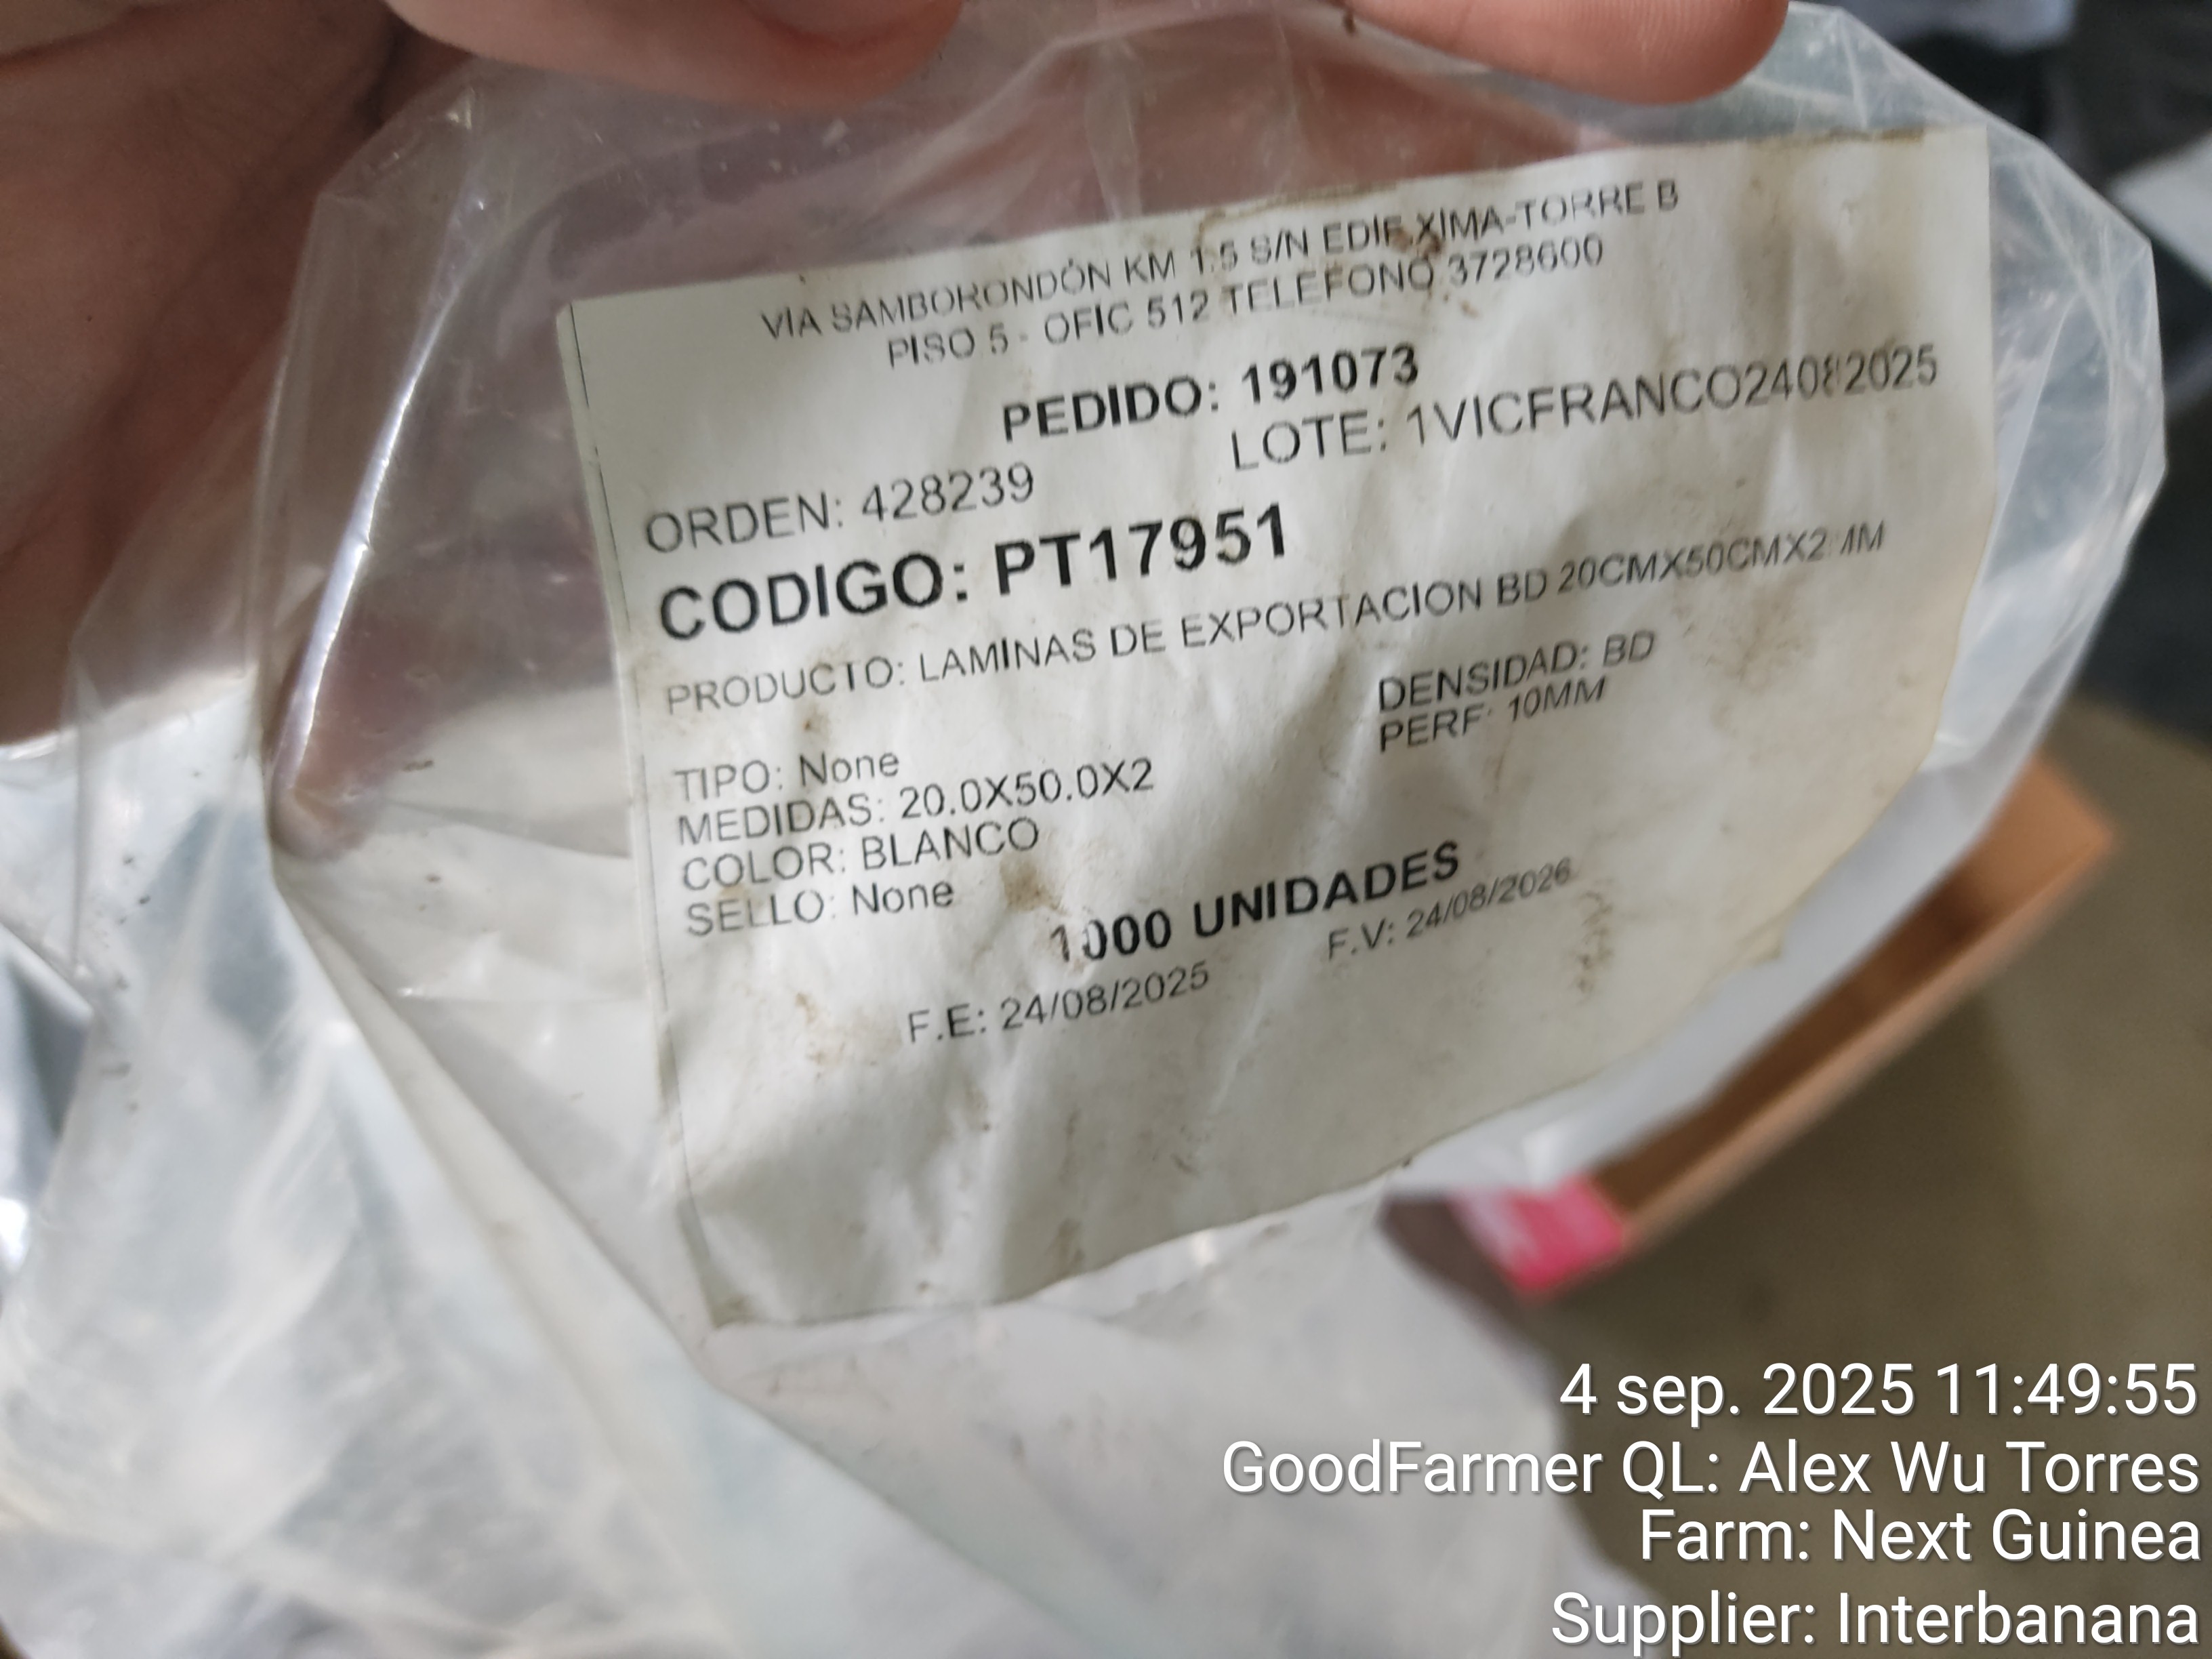 VÍA SAMBORONDÓN KM 1.5 S/N EDIF.XIMA-TORRE B
PISO 5 - OFIC 512 TELEFONO 3728600
PEDIDO: 191073
ORDEN: 428239 LOTE: 1VICFRANCO24082025
CODIGO: PT17951
PRODUCTO: LAMINAS DE EXPORTACION BD 20CMX50CMX2
DENSIDAD: BD
PERF: 10MM
TIPO: None
MEDIDAS: 20.0X50.0X2
COLOR: BLANCO
SELLO: None
1000 UNIDADES
F.E: 24/08/2025 F.V: 24/08/2026
4 sep. 2025 11:49:55
GoodFarmer QL: Alex Wu Torres
Farm: Next Guinea
Supplier: Interbanana